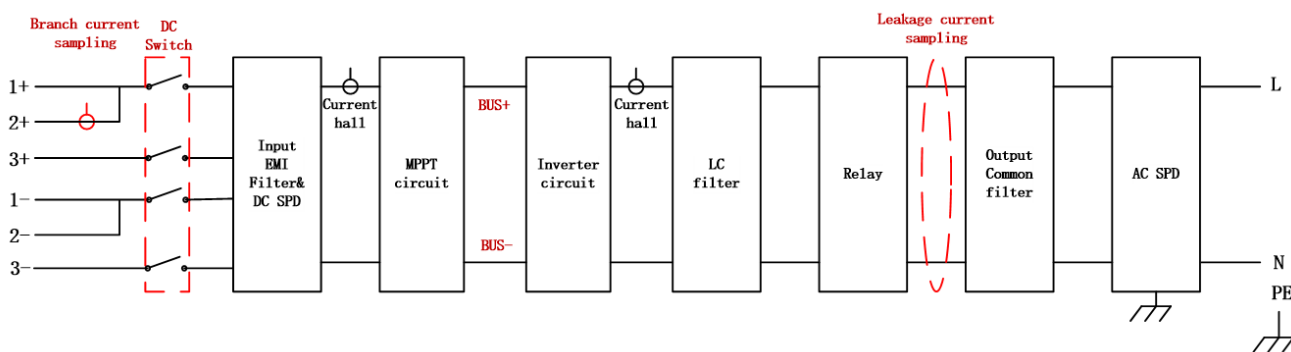 Branch current
sampling
DC
Switch
Leakage current
sampling
1+
2+
3+
1−
2−
3−
Input
EMI
Filter&
DC SPD
Current
hall
MPPT
circuit
BUS+
BUS−
Inverter
circuit
Current
hall
LC
filter
Relay
Output
Common
filter
AC SPD
L
N
PE